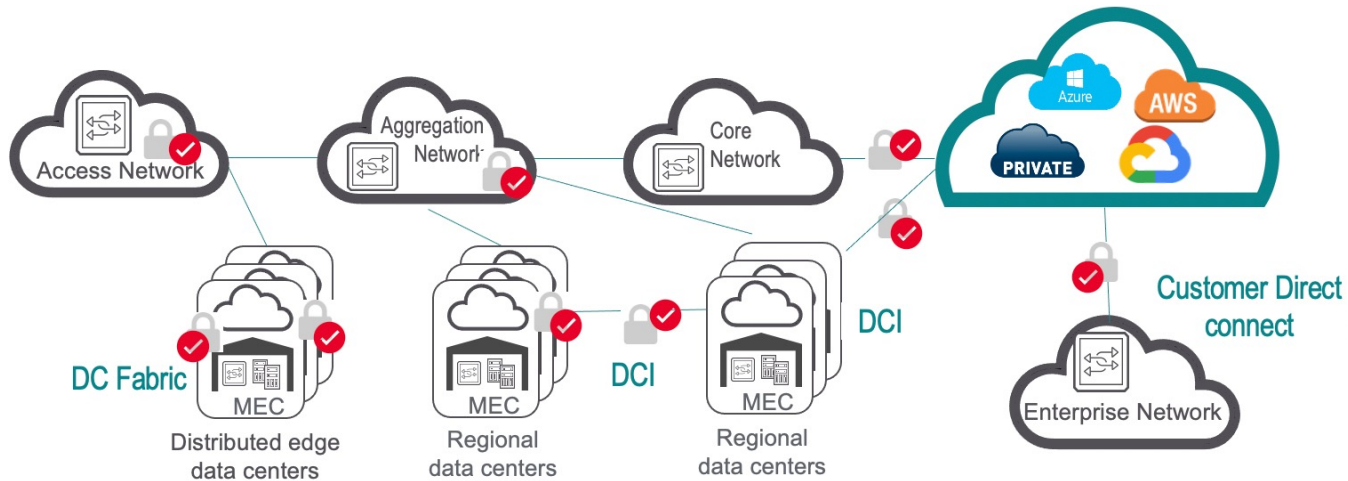 Access Network
Aggregation
Network
Core
Network
Azure
AWS
PRIVATE
Customer Direct
connect
DC Fabric
MEC
MEC
DCI
MEC
DCI
Enterprise Network
Distributed edge
data centers
Regional
data centers
Regional
data centers